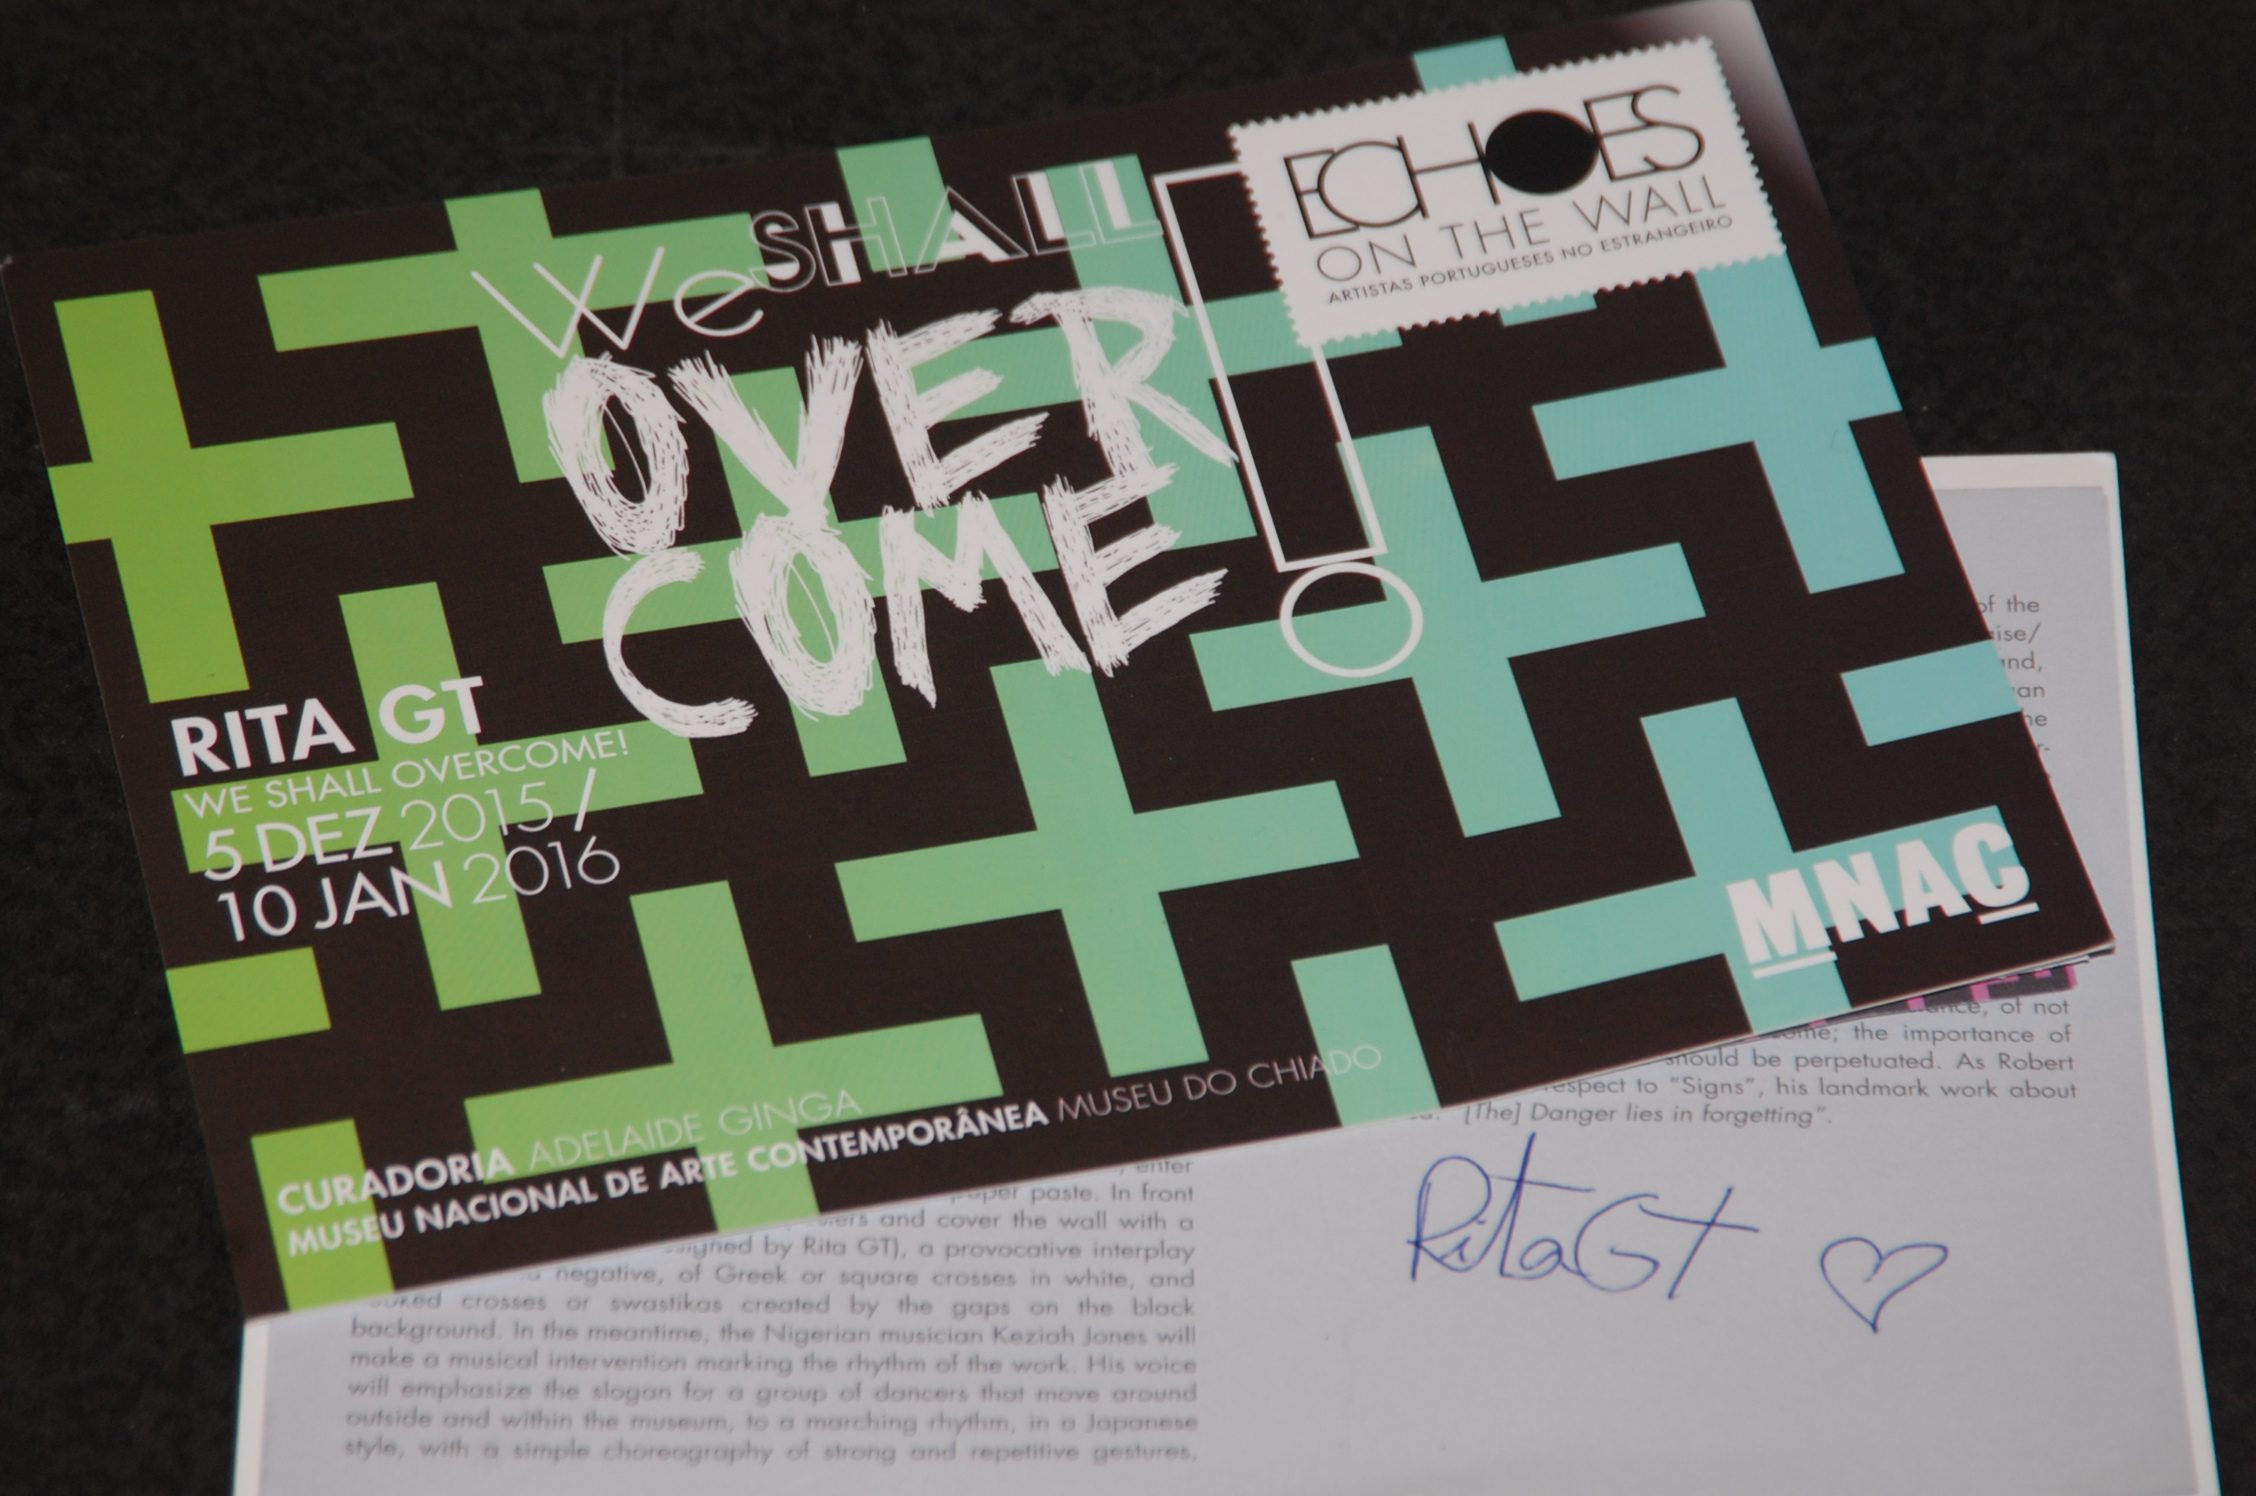 We SHALL
OVER
COME!
ECHOES
ON THE WALL
ARTISTAS PORTUGUESES NO ESTRANGEIRO
RITA GT
WE SHALL OVERCOME!
5 DEZ 2015 /
10 JAN 2016
MNAC
CURADORIA ADELAIDE GINGA
MUSEU NACIONAL DE ARTE CONTEMPORÂNEA MUSEU DO CHIADO
enter
paste. In front
and cover the wall with a
by Rita GT), a provocative interplay
negative, of Greek or square crosses in white, and
crosses or swastikas created by the gaps on the black
background. In the meantime, the Nigerian musician Keziah Jones will
make a musical intervention marking the rhythm of the work. His voice
will emphasize the slogan for a group of dancers that move around
outside and within the museum, to a marching rhythm, in a Japanese
style, with a simple choreography of strong and repetitive gestures,
of the
of not
the importance of
should be perpetuated. As Robert
to "Signs", his landmark work about
[The] Danger lies in forgetting".
Rita GT